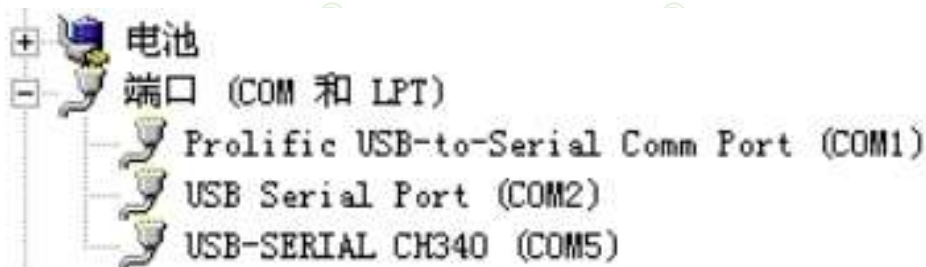 电池
端口 (COM 和 LPT)
Prolific USB-to-Serial Comm Port (COM1)
USB Serial Port (COM2)
USB-SERIAL CH340 (COM5)